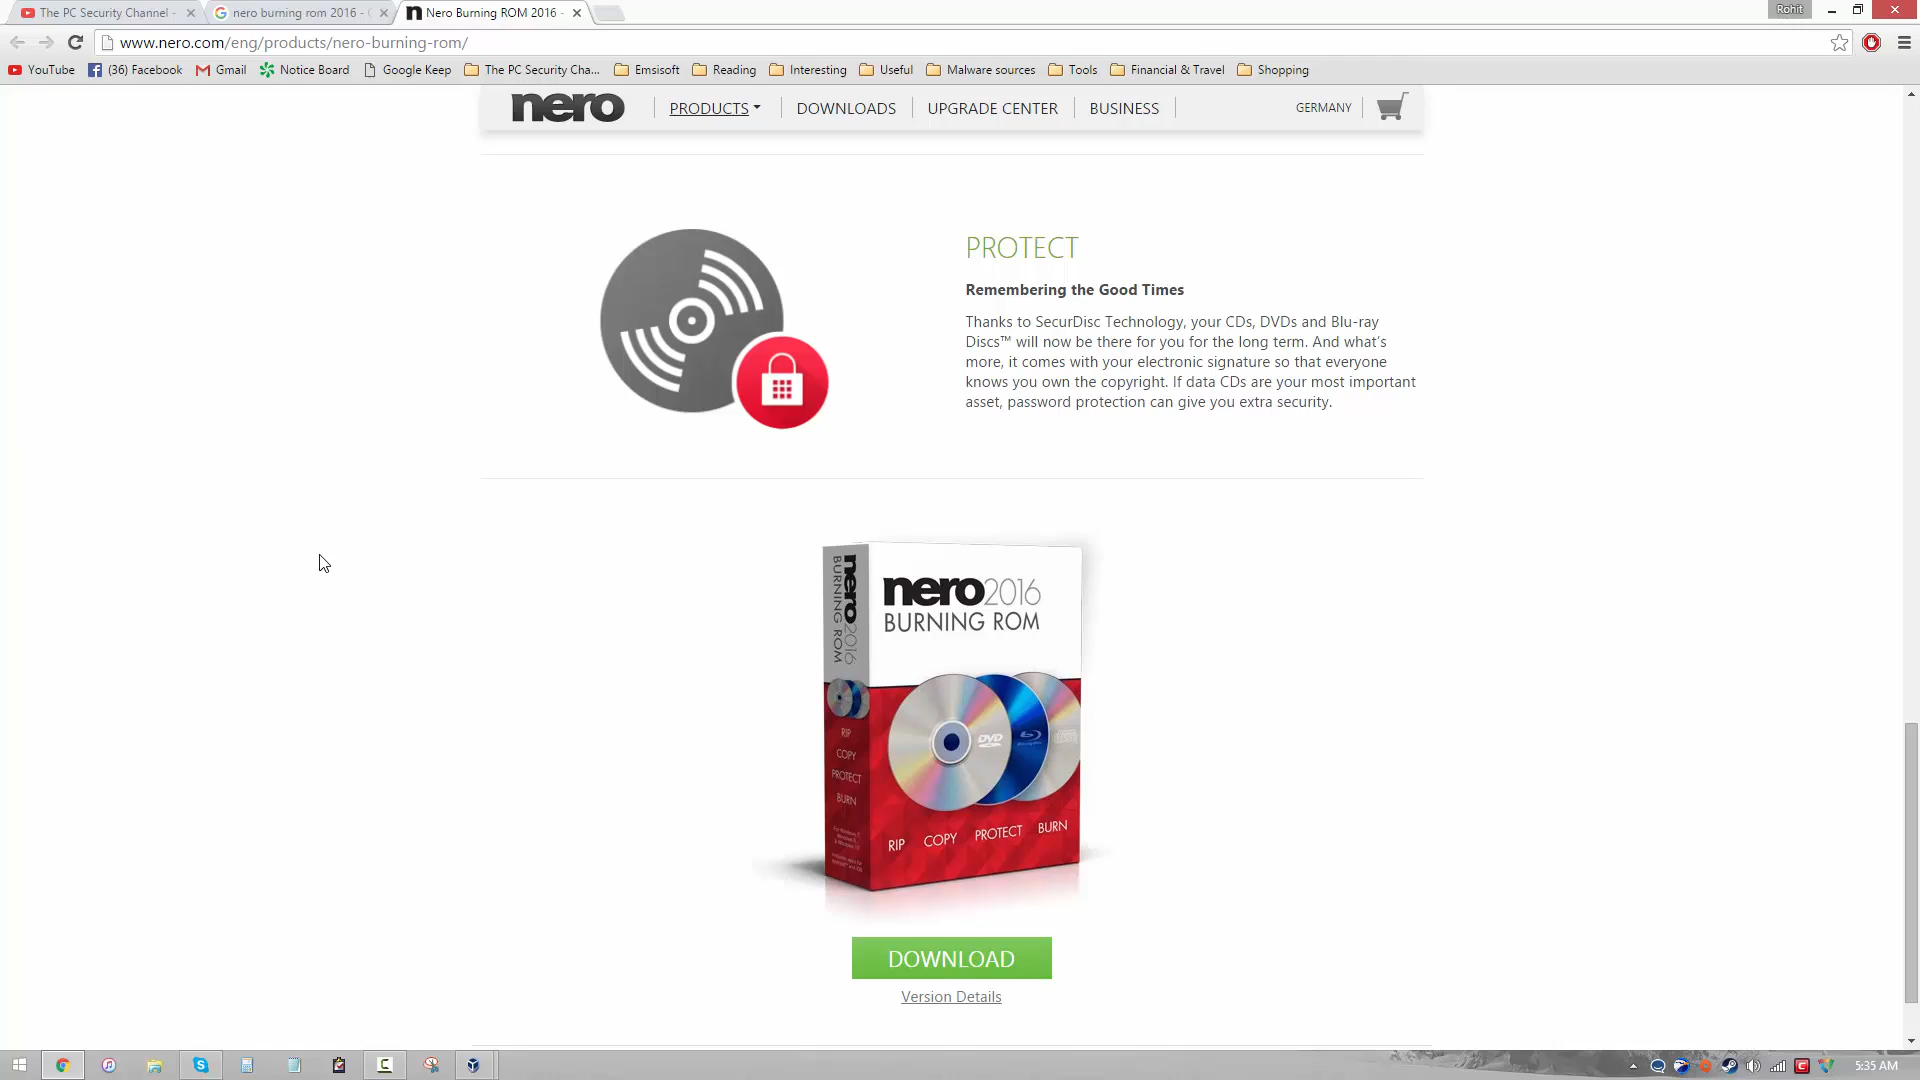 The PC Security Channel -
nero burning rom 2016 -
Nero Burning ROM 2016 -
Rohit
www.nero.com/eng/products/nero-burning-rom/
YouTube
(36) Facebook
Gmail
Notice Board
Google Keep
The PC Security Cha...
Emsisoft
Reading
Interesting
Useful
Malware sources
Tools
Financial & Travel
Shopping
nero
PRODUCTS
DOWNLOADS
UPGRADE CENTER
BUSINESS
GERMANY
PROTECT
Remembering the Good Times
Thanks to SecurDisc Technology, your CDs, DVDs and Blu-ray
Discs™ will now be there for you for the long term. And what's
more, it comes with your electronic signature so that everyone
knows you own the copyright. If data CDs are your most important
asset, password protection can give you extra security.
nero2016
BURNING ROM
nero2016
BURNING ROM
DVD
RIP
COPY
PROTECT
BURN
RIP COPY PROTECT BURN
DOWNLOAD
Version Details
5:35 AM